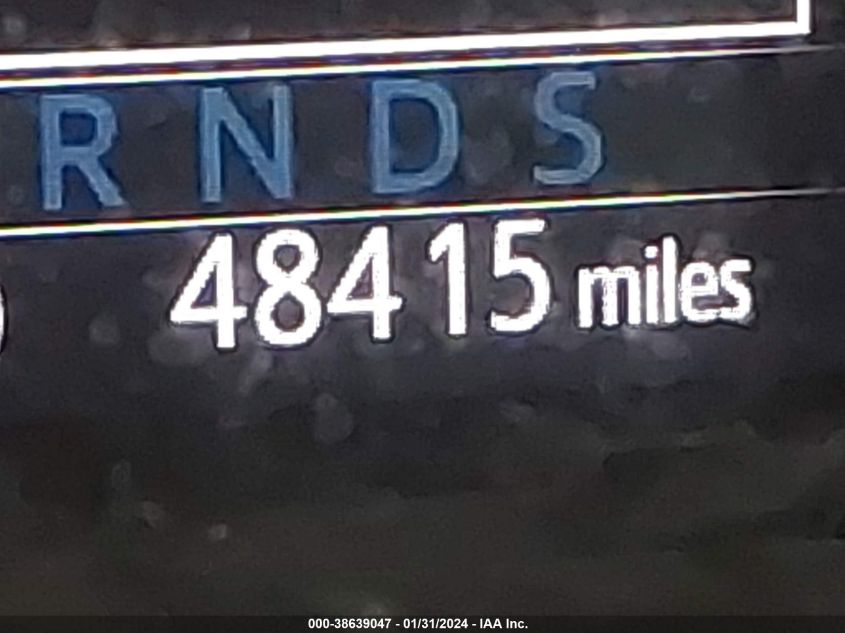 R N D S
48415 miles
000-38639047 - 01/31/2024 - IAA Inc.